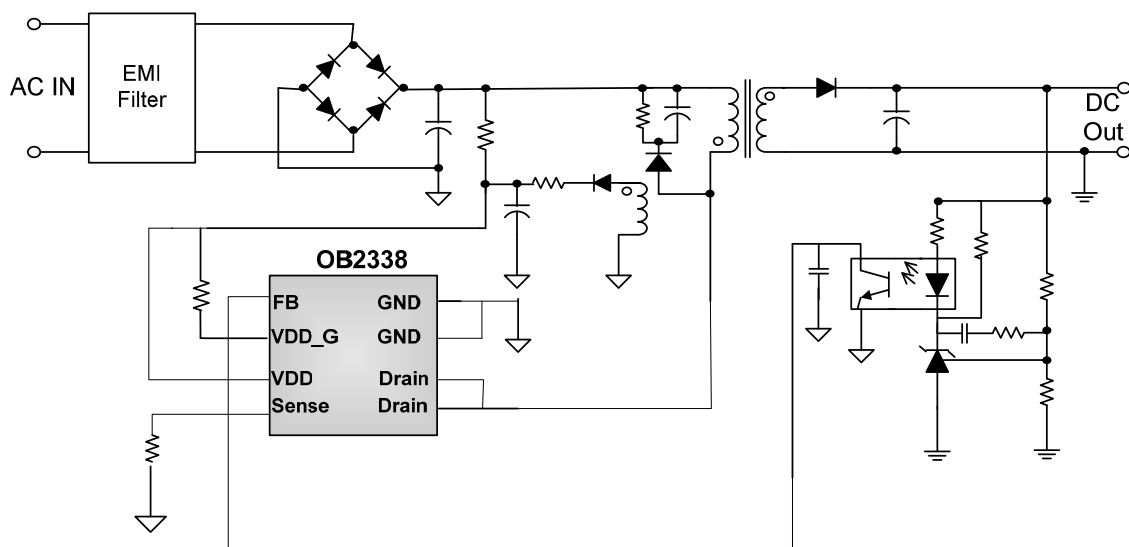 AC IN
EMI
Filter
DC
Out
OB2338
FB
GND
VDD_G
GND
VDD
Drain
Sense
Drain